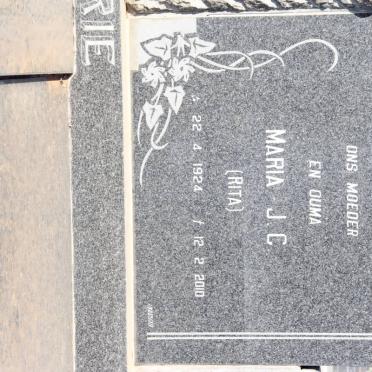 ONS MOEDER
EN OUMA
MARIA J. C
(RITA)
* 22 4 1924 † 12 2 2010
RIE